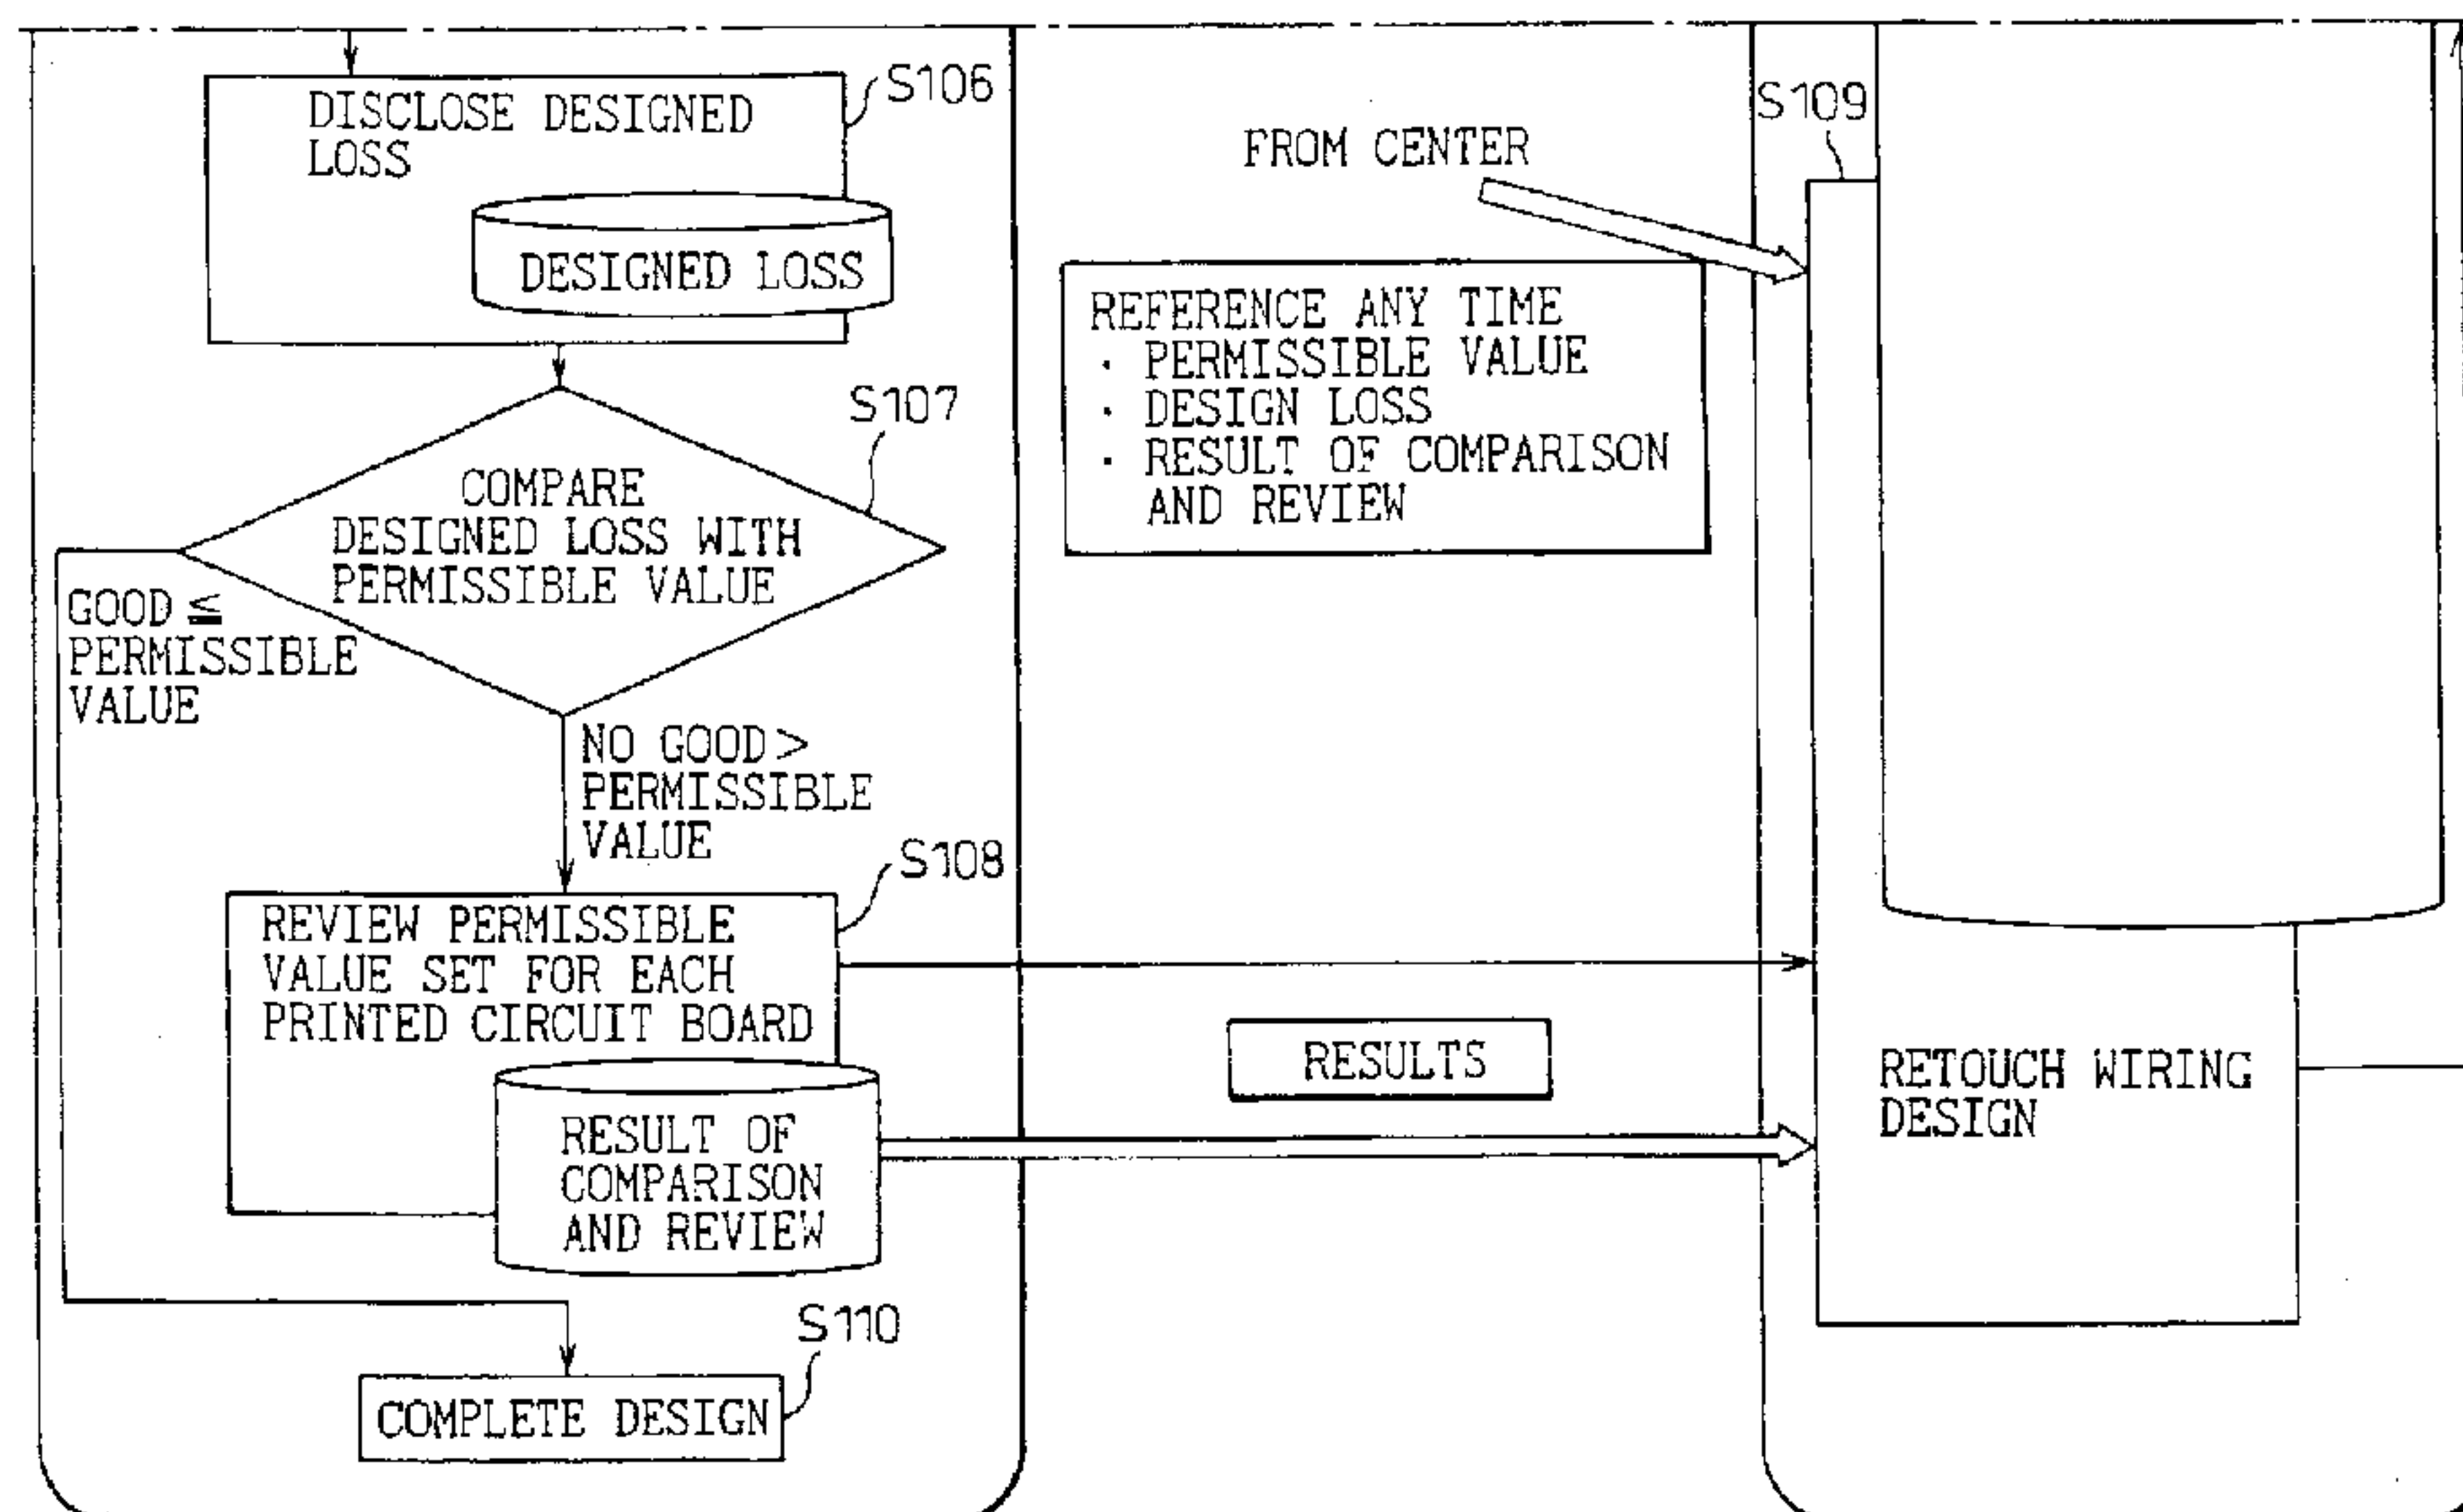 S106
DISCLOSE DESIGNED
LOSS
DESIGNED LOSS
S107
COMPARE
DESIGNED LOSS WITH
PERMISSIBLE VALUE
GOOD ≦
PERMISSIBLE
VALUE
NO GOOD >
PERMISSIBLE
VALUE
S108
REVIEW PERMISSIBLE
VALUE SET FOR EACH
PRINTED CIRCUIT BOARD
RESULT OF
COMPARISON
AND REVIEW
S110
COMPLETE DESIGN
FROM CENTER
REFERENCE ANY TIME
· PERMISSIBLE VALUE
· DESIGN LOSS
· RESULT OF COMPARISON
AND REVIEW
RESULTS
S109
RETOUCH WIRING
DESIGN